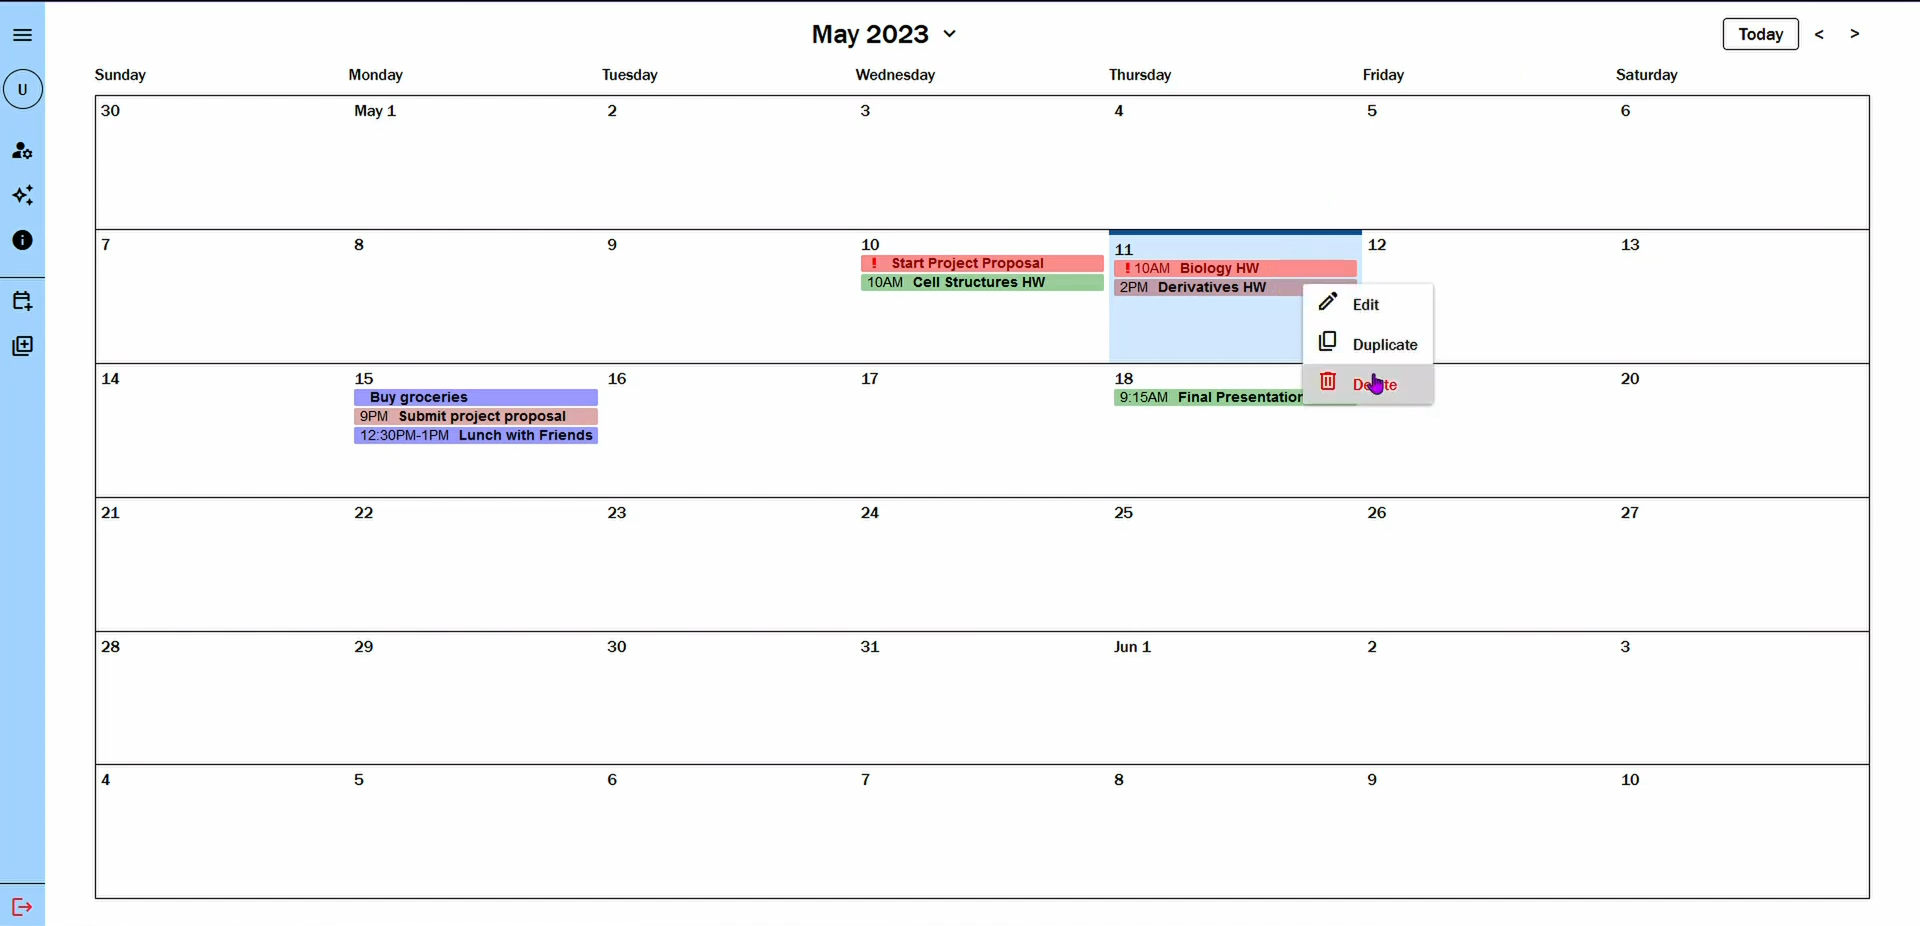 May 2023
Today < >
U
Sunday Monday Tuesday Wednesday Thursday Friday Saturday
30 May 1 2 3 4 5 6
7 8 9 10 11 12 13
! Start Project Proposal
10AM Cell Structures HW
! 10AM Biology HW
2PM Derivatives HW
Edit
Duplicate
14 15 16 17 18 20
Buy groceries
9PM Submit project proposal
12:30PM-1PM Lunch with Friends
9:15AM Final Presentation
21 22 23 24 25 26 27
28 29 30 31 Jun 1 2 3
4 5 6 7 8 9 10